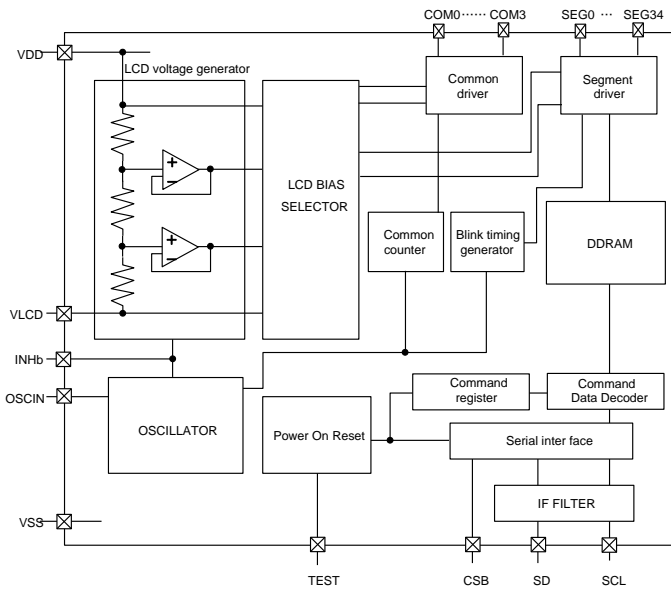 COM0 ······ COM3 SEG0 ··· SEG34
VDD
LCD voltage generator
Common
driver
Segment
driver
+
−
LCD BIAS
SELECTOR
Common
counter
Blink timing
generator
DDRAM
+
−
VLCD
INHb
OSCIN
OSCILLATOR
Command
register
Command
Data Decoder
Power On Reset
Serial inter face
IF FILTER
VSS
TEST CSB SD SCL